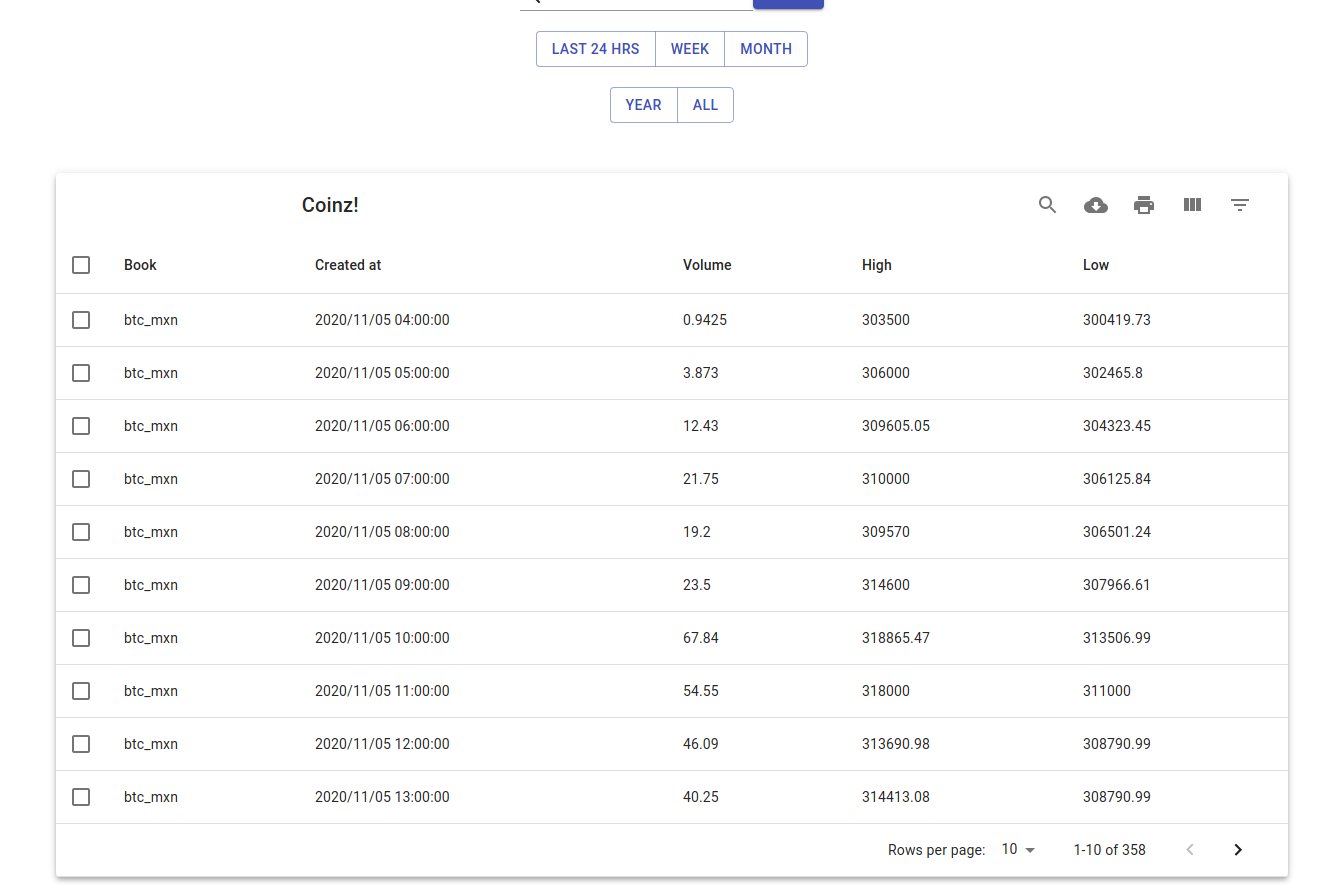 LAST 24 HRS WEEK MONTH
YEAR ALL
Coinz!
Book Created at Volume High Low
btc_mxn 2020/11/05 04:00:00 0.9425 303500 300419.73
btc_mxn 2020/11/05 05:00:00 3.873 306000 302465.8
btc_mxn 2020/11/05 06:00:00 12.43 309605.05 304323.45
btc_mxn 2020/11/05 07:00:00 21.75 310000 306125.84
btc_mxn 2020/11/05 08:00:00 19.2 309570 306501.24
btc_mxn 2020/11/05 09:00:00 23.5 314600 307966.61
btc_mxn 2020/11/05 10:00:00 67.84 318865.47 313506.99
btc_mxn 2020/11/05 11:00:00 54.55 318000 311000
btc_mxn 2020/11/05 12:00:00 46.09 313690.98 308790.99
btc_mxn 2020/11/05 13:00:00 40.25 314413.08 308790.99
Rows per page: 10 1-10 of 358